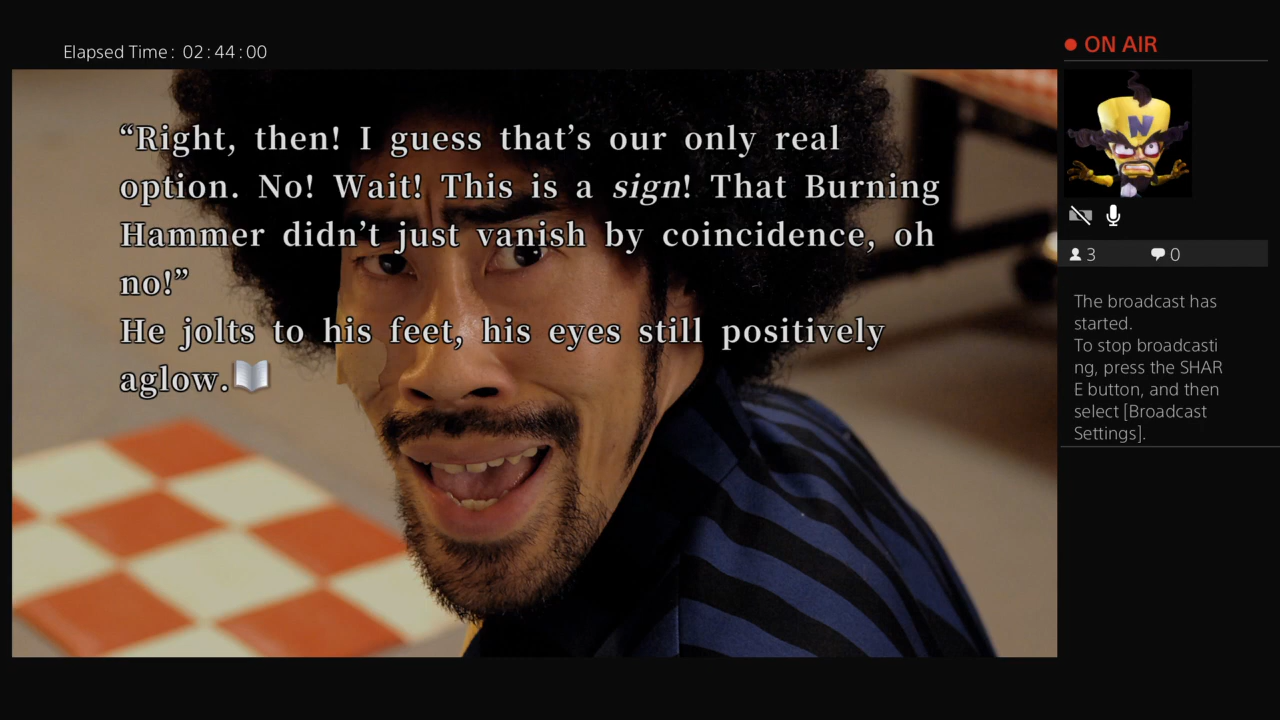 Elapsed Time: 02:44:00
ON AIR
N
“Right, then! I guess that’s our only real
option. No! Wait! This is a sign! That Burning
Hammer didn’t just vanish by coincidence, oh
no!”
He jolts to his feet, his eyes still positively
aglow.
3
0
The broadcast has
started.
To stop broadcasti
ng, press the SHAR
E button, and then
select [Broadcast
Settings].